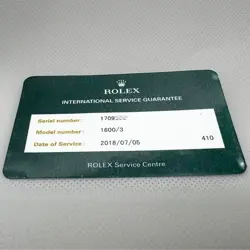 ROLEX
INTERNATIONAL SERVICE GUARANTEE
Serial number: 1709
Model number: 1600/3
Date of Service: 2018/07/05 410
ROLEX Service Centre